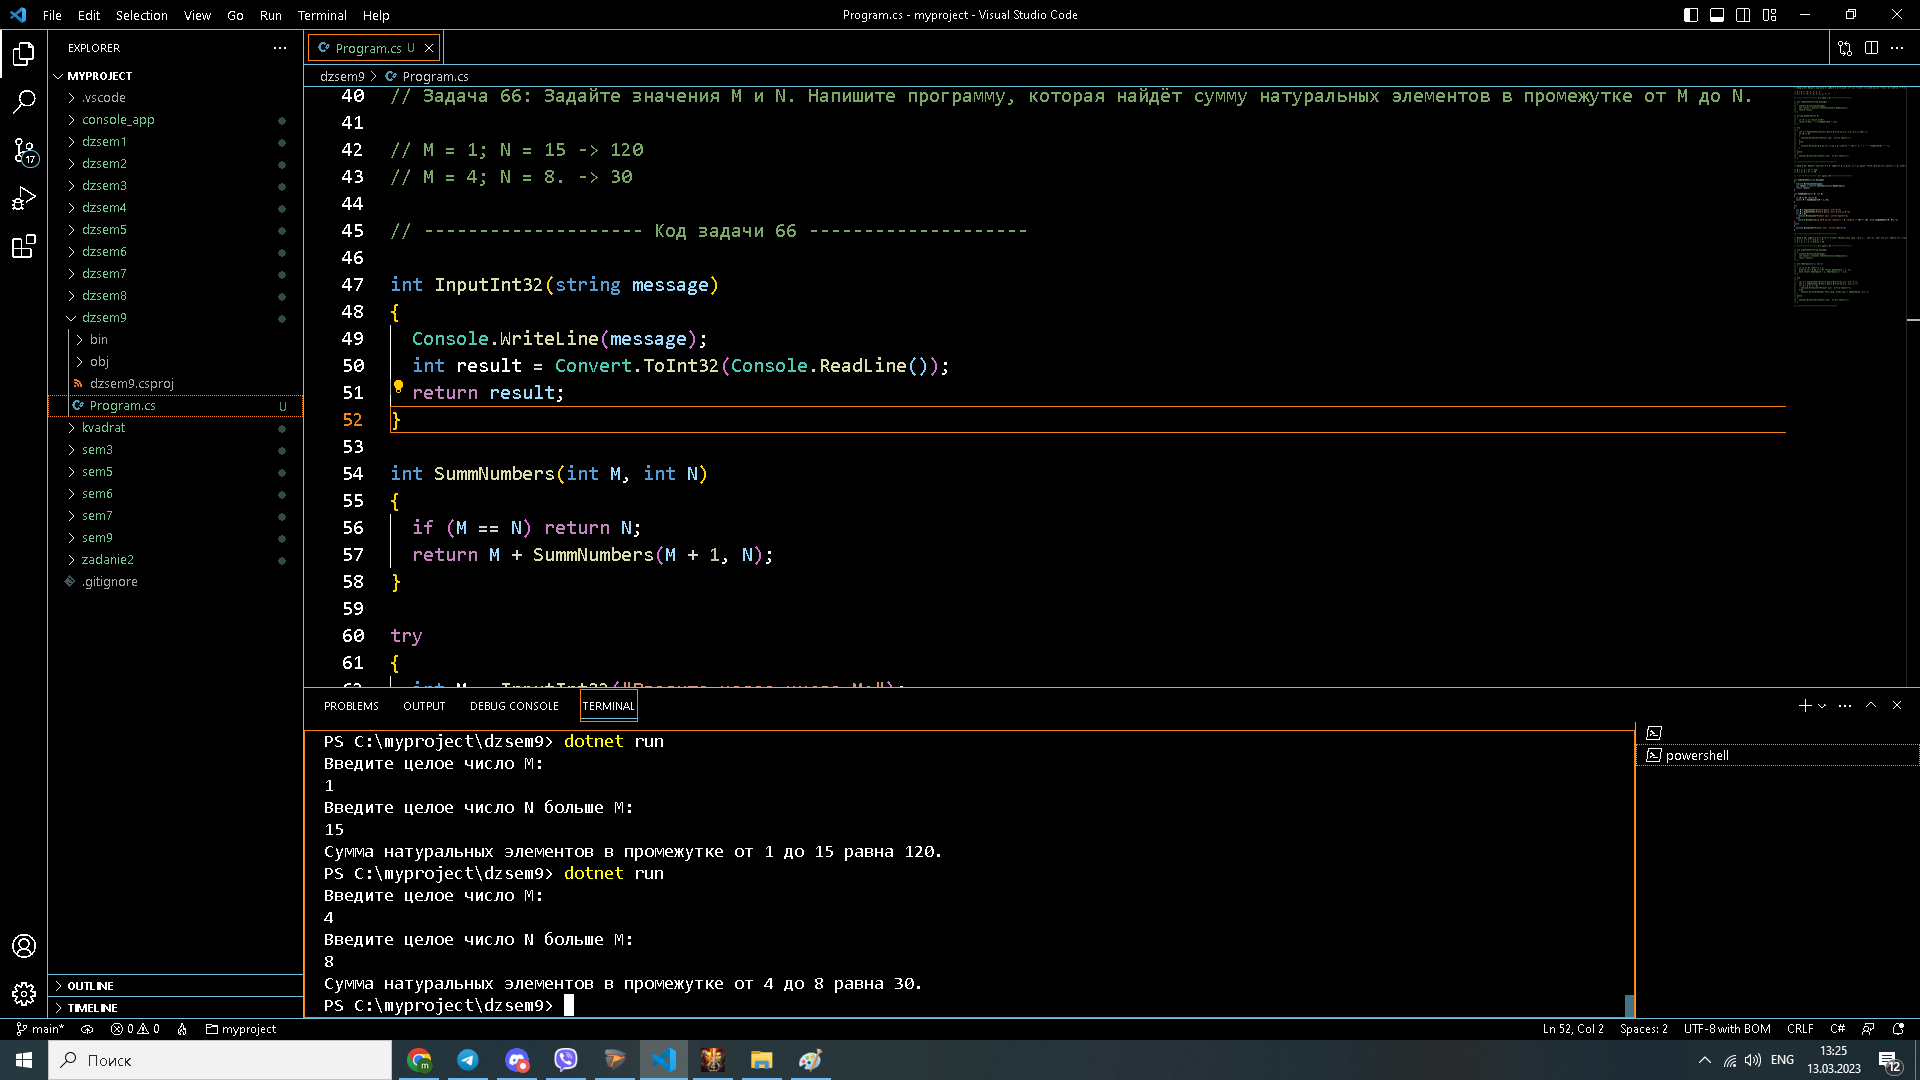 File Edit Selection View Go Run Terminal Help
Program.cs - myproject - Visual Studio Code
EXPLORER
MYPROJECT
.vscode
console_app
dzsem1
dzsem2
dzsem3
dzsem4
dzsem5
dzsem6
dzsem7
dzsem8
dzsem9
bin
obj
dzsem9.csproj
Program.cs U
kvadrat
sem3
sem5
sem6
sem7
sem9
zadanie2
.gitignore
OUTLINE
TIMELINE
17
Program.cs U
dzsem9 > Program.cs
40 // Задача 66: Задайте значения M и N. Напишите программу, которая найдёт сумму натуральных элементов в промежутке от M до N.
41
42 // M = 1; N = 15 -> 120
43 // M = 4; N = 8. -> 30
44
45 // -------------------- Код задачи 66 --------------------
46
47 int InputInt32(string message)
48 {
49 Console.WriteLine(message);
50 int result = Convert.ToInt32(Console.ReadLine());
51 return result;
52 }
53
54 int SummNumbers(int M, int N)
55 {
56 if (M == N) return N;
57 return M + SummNumbers(M + 1, N);
58 }
59
60 try
61 {
PROBLEMS OUTPUT DEBUG CONSOLE TERMINAL
PS C:\myproject\dzsem9> dotnet run
Введите целое число M:
1
Введите целое число N больше M:
15
Сумма натуральных элементов в промежутке от 1 до 15 равна 120.
PS C:\myproject\dzsem9> dotnet run
Введите целое число M:
4
Введите целое число N больше M:
8
Сумма натуральных элементов в промежутке от 4 до 8 равна 30.
PS C:\myproject\dzsem9>
powershell
main* 0 0 myproject
Ln 52, Col 2 Spaces: 2 UTF-8 with BOM CRLF C#
Поиск
ENG
13:25
13.03.2023
12